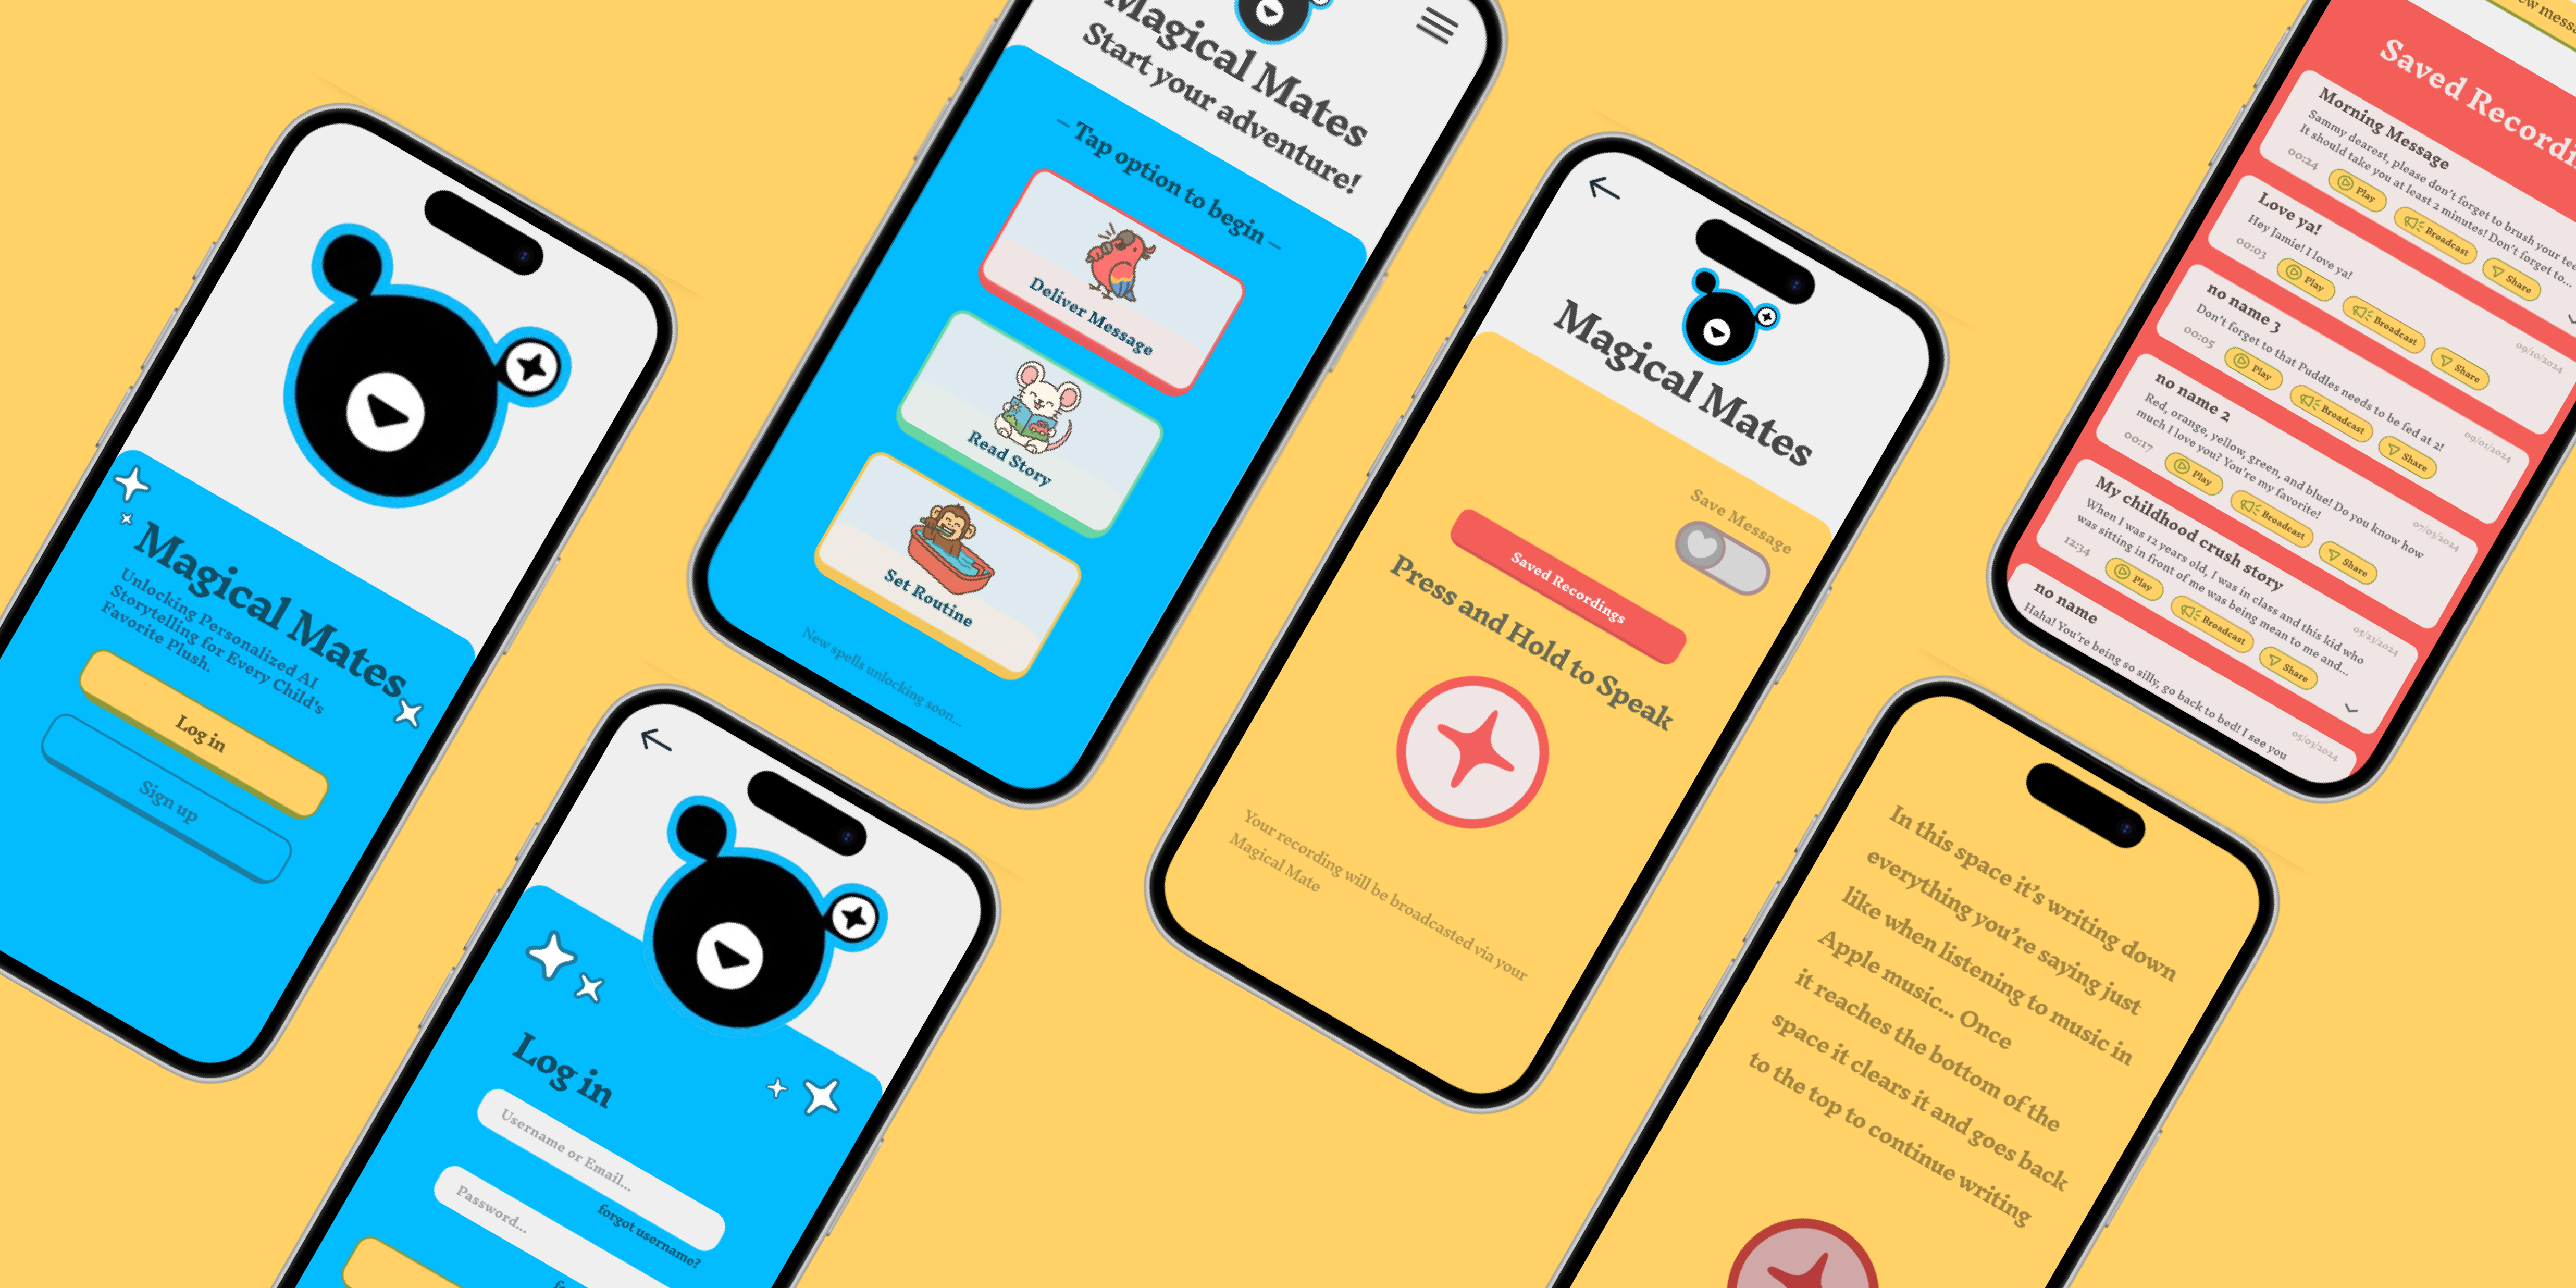 Magical Mates
Unlocking Personalized AI
Storytelling for Every Child's
Favorite Plush.
Log in
Sign up
Magical Mates
Start your adventure!
– Tap option to begin –
Deliver Message
Read Story
Set Routine
New spells unlocking soon...
Log in
Username or Email...
forgot username?
Password...
Magical Mates
Save Message
Saved Recordings
Press and Hold to Speak
Your recording will be broadcasted via your
Magical Mate
Saved
Morning Message
Sammy dearest, please don't forget to brush your
It should take you at least 2 minutes! Don't forget to...
00:24
Play
Broadcast
Share
Love ya!
Hey Jamie! I love ya!
00:03
Play
Broadcast
Share
09/10/2024
no name 3
Don't forget to that Puddles needs to be fed at 2!
00:05
Play
Broadcast
Share
09/01/2024
no name 2
Red, orange, yellow, green, and blue! Do you know how
much I love you? You're my favorite!
00:17
Play
Broadcast
Share
07/03/2024
My childhood crush story
When I was 12 years old, I was in class and this kid who
was sitting in front of me was being mean to me and...
12:34
Play
Broadcast
Share
05/23/2024
no name
Haha! You're being so silly, go back to bed! I see you
05/03/2024
In this space it's writing down
everything you're saying just
like when listening to music in
Apple music... Once
it reaches the bottom of the
space it clears it and goes back
to the top to continue writing